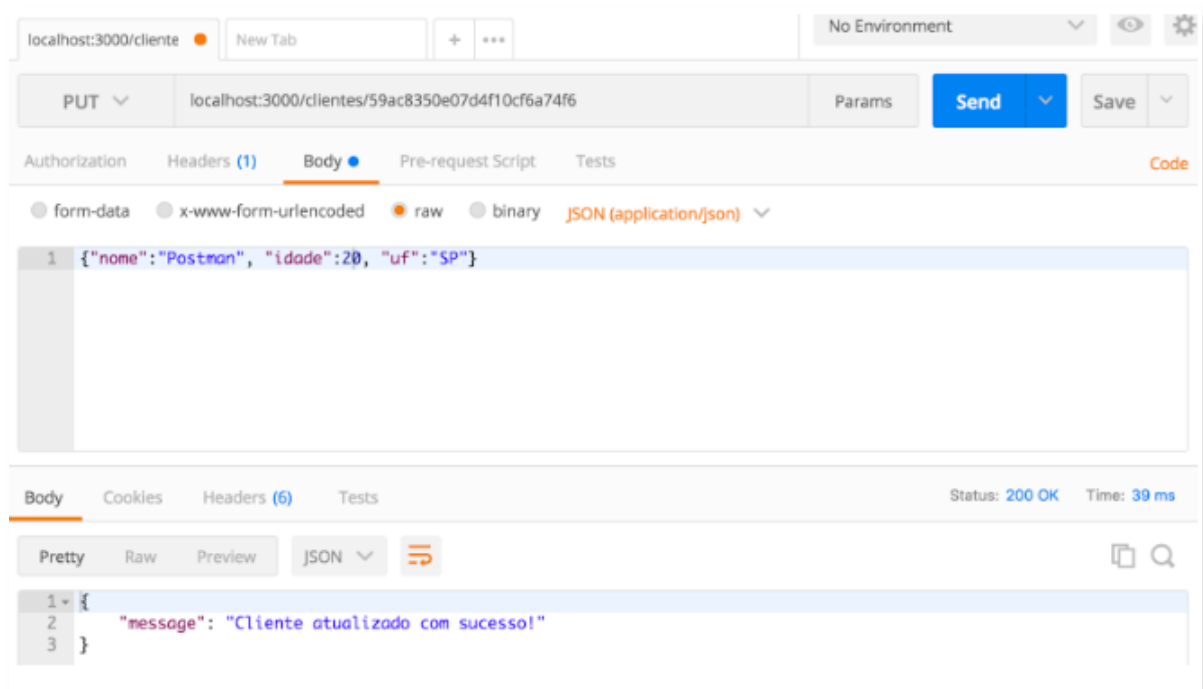 localhost:3000/cliente New Tab + ••• No Environment
PUT localhost:3000/clientes/59ac8350e07d4f10cf6a74f6 Params Send Save
Authorization Headers (1) Body Pre-request Script Tests Code
form-data x-www-form-urlencoded raw binary JSON (application/json)
1 {"nome":"Postman", "idade":20, "uf":"SP"}
Body Cookies Headers (6) Tests Status: 200 OK Time: 39 ms
Pretty Raw Preview JSON
1 {
2 "message": "Cliente atualizado com sucesso!"
3 }